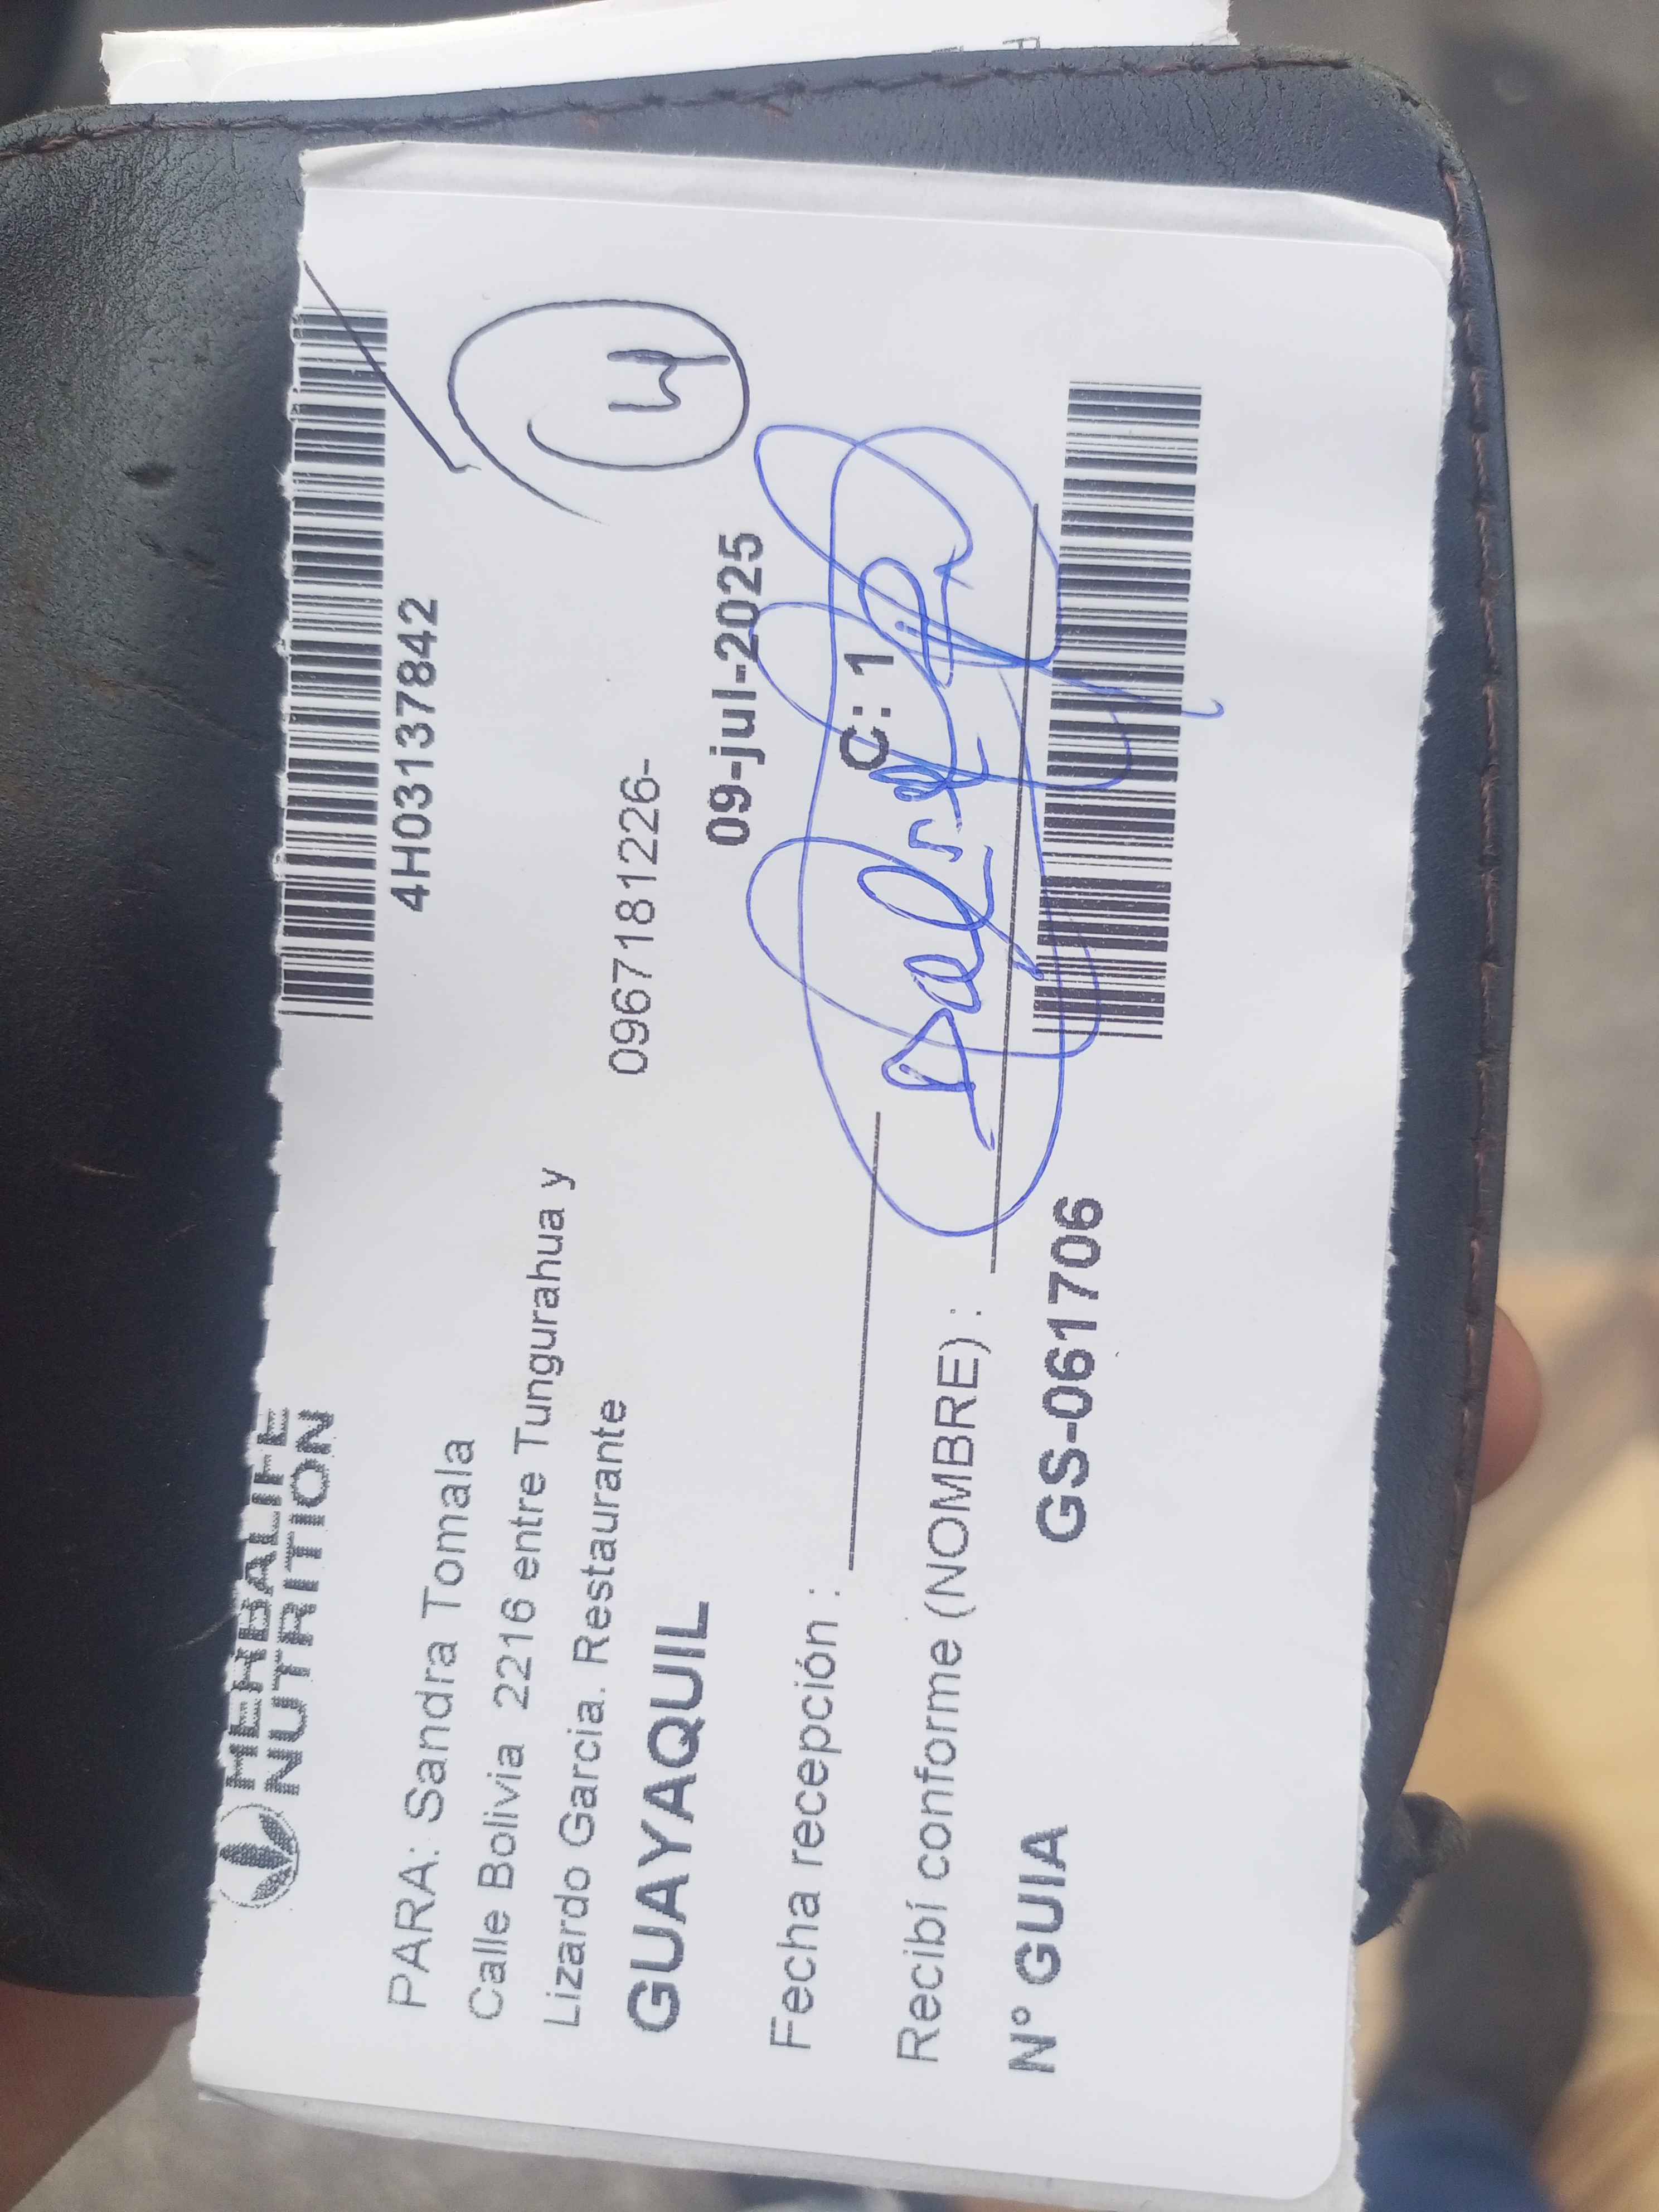 HERBALIFE
NUTRITION
4H03137842
PARA: Sandra Tomala
Calle Bolivia 2216 entre Tungurahua y
Lizardo Garcia. Restaurante
0967181226-
GUAYAQUIL
09-jul-2025
Fecha recepción :
C: 1
Recibí conforme (NOMBRE) :
N° GUIA
GS-061706